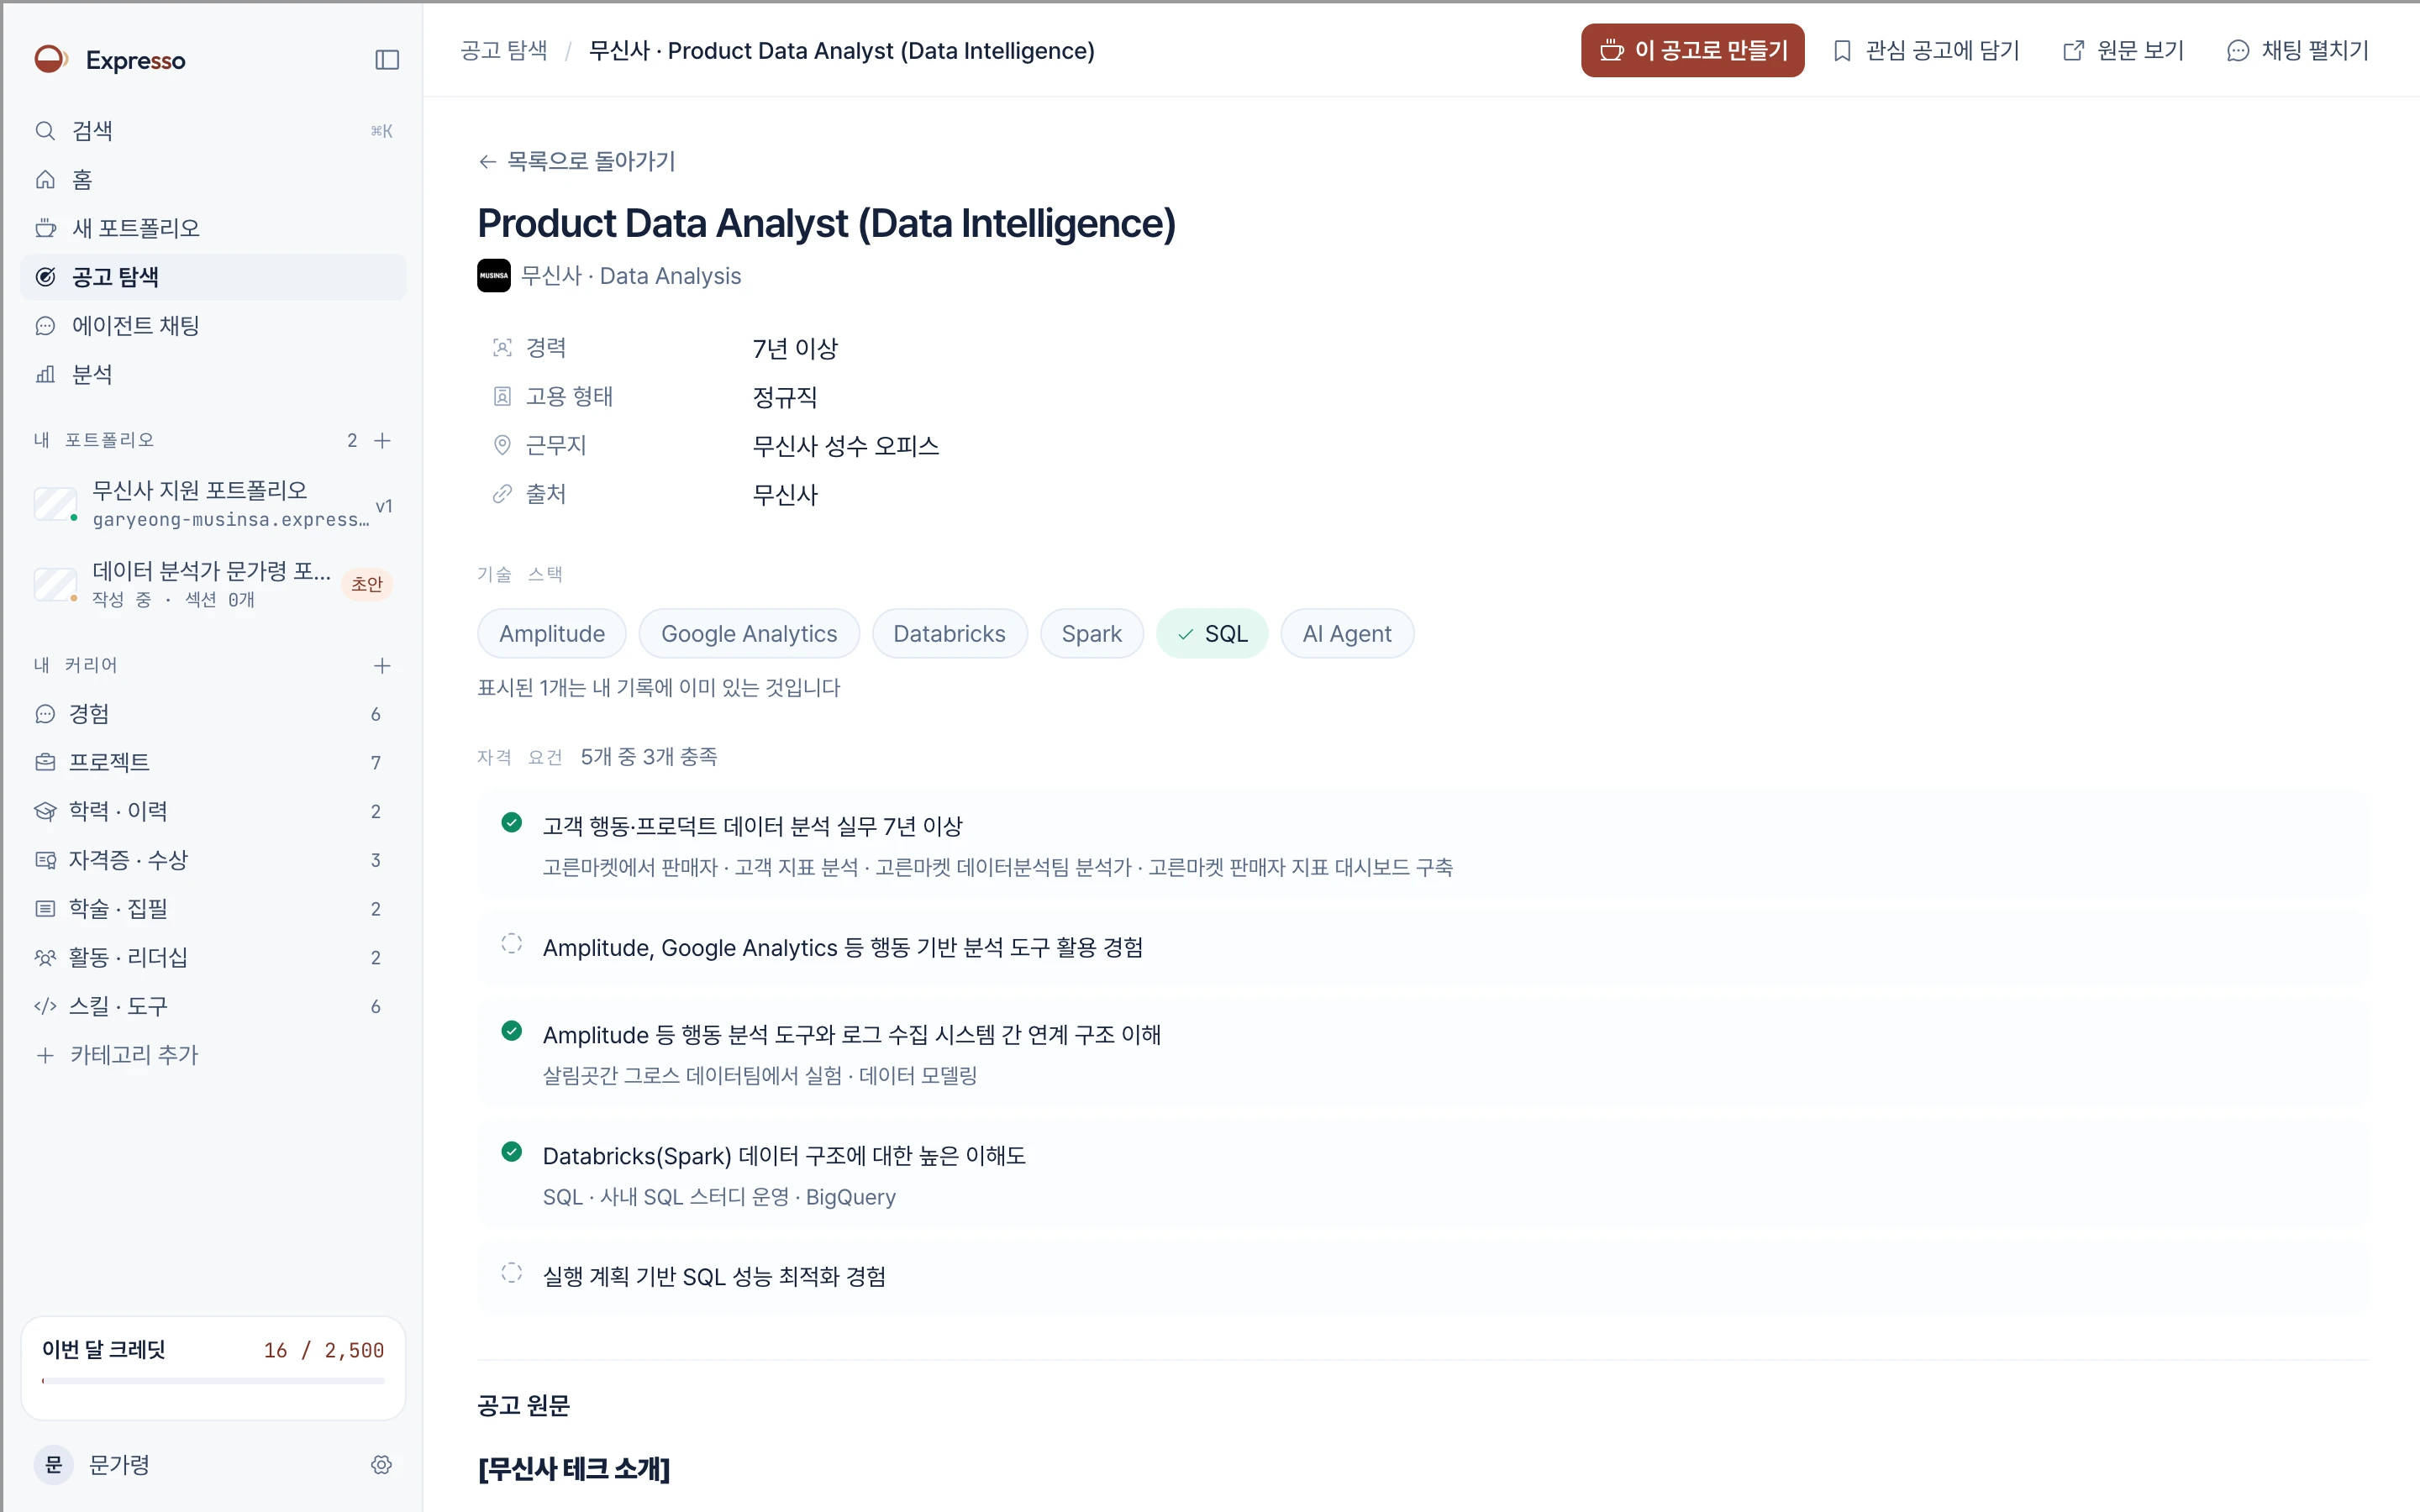 Expresso
검색 ⌘K
홈
새 포트폴리오
공고 탐색
에이전트 채팅
분석
내 포트폴리오 2
무신사 지원 포트폴리오
garyeong-musinsa.express… v1
데이터 분석가 문가령 포… 초안
작성 중 · 섹션 0개
내 커리어
경험 6
프로젝트 7
학력 · 이력 2
자격증 · 수상 3
학술 · 집필 2
활동 · 리더십 2
스킬 · 도구 6
카테고리 추가
이번 달 크레딧 16 / 2,500
문 문가령
공고 탐색 / 무신사 · Product Data Analyst (Data Intelligence)
이 공고로 만들기 관심 공고에 담기 원문 보기 채팅 펼치기
← 목록으로 돌아가기
Product Data Analyst (Data Intelligence)
MUSINSA 무신사 · Data Analysis
경력 7년 이상
고용 형태 정규직
근무지 무신사 성수 오피스
출처 무신사
기술 스택
Amplitude Google Analytics Databricks Spark SQL AI Agent
표시된 1개는 내 기록에 이미 있는 것입니다
자격 요건 5개 중 3개 충족
고객 행동·프로덕트 데이터 분석 실무 7년 이상
고른마켓에서 판매자 · 고객 지표 분석 · 고른마켓 데이터분석팀 분석가 · 고른마켓 판매자 지표 대시보드 구축
Amplitude, Google Analytics 등 행동 기반 분석 도구 활용 경험
Amplitude 등 행동 분석 도구와 로그 수집 시스템 간 연계 구조 이해
살림곳간 그로스 데이터팀에서 실험 · 데이터 모델링
Databricks(Spark) 데이터 구조에 대한 높은 이해도
SQL · 사내 SQL 스터디 운영 · BigQuery
실행 계획 기반 SQL 성능 최적화 경험
공고 원문
[무신사 테크 소개]